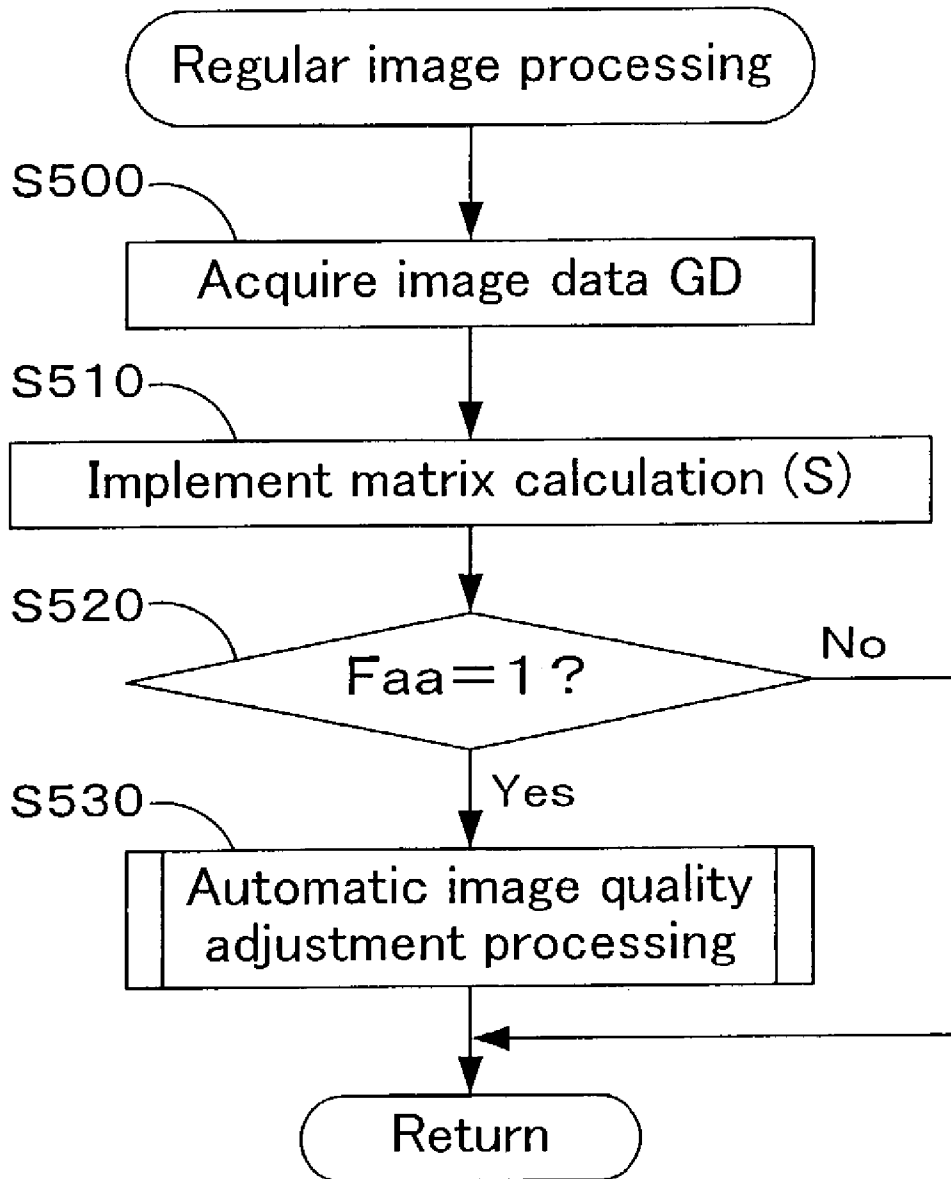 Regular image processing
S500
Acquire image data GD
S510
Implement matrix calculation (S)
S520
Faa=1?
No
Yes
S530
Automatic image quality
adjustment processing
Return